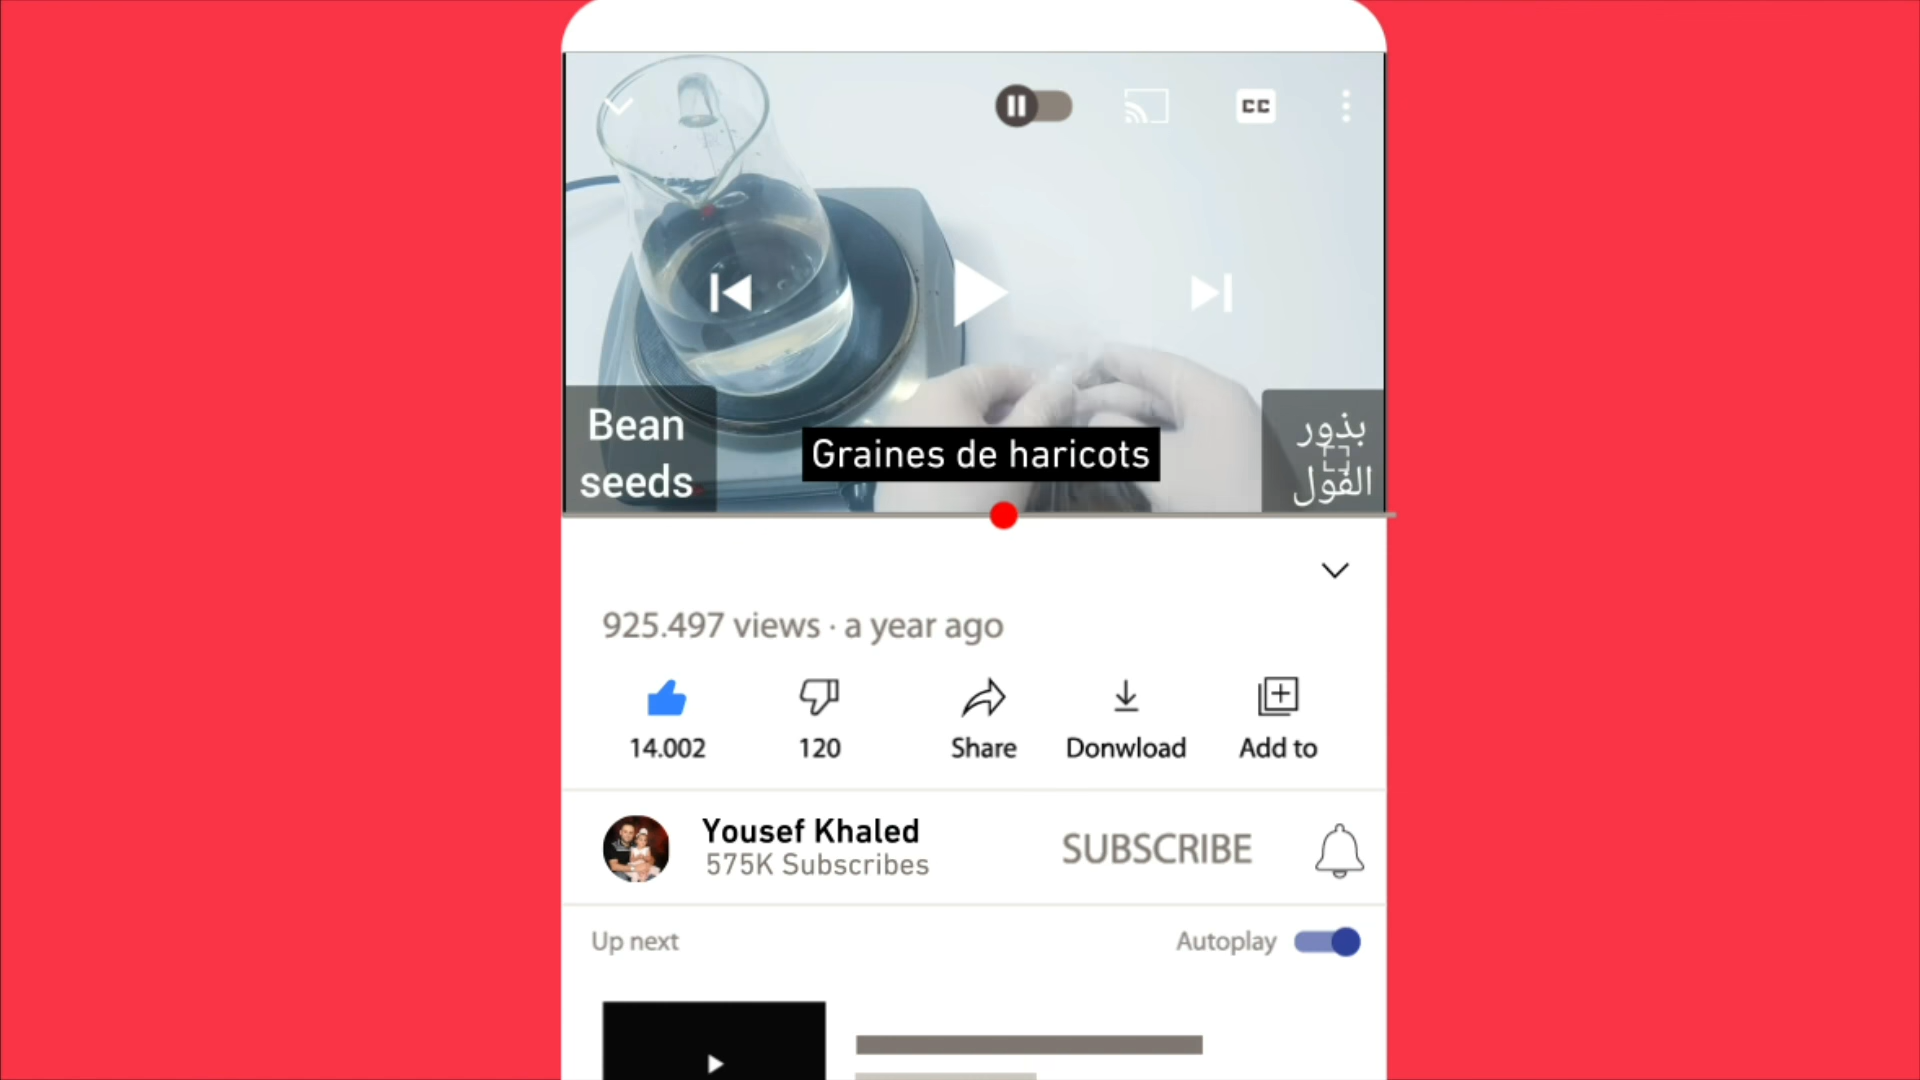 CC
Bean
seeds
Graines de haricots
بذور
الفول
925.497 views · a year ago
14.002
120
Share
Donwload
Add to
Yousef Khaled
575K Subscribes
SUBSCRIBE
Up next
Autoplay